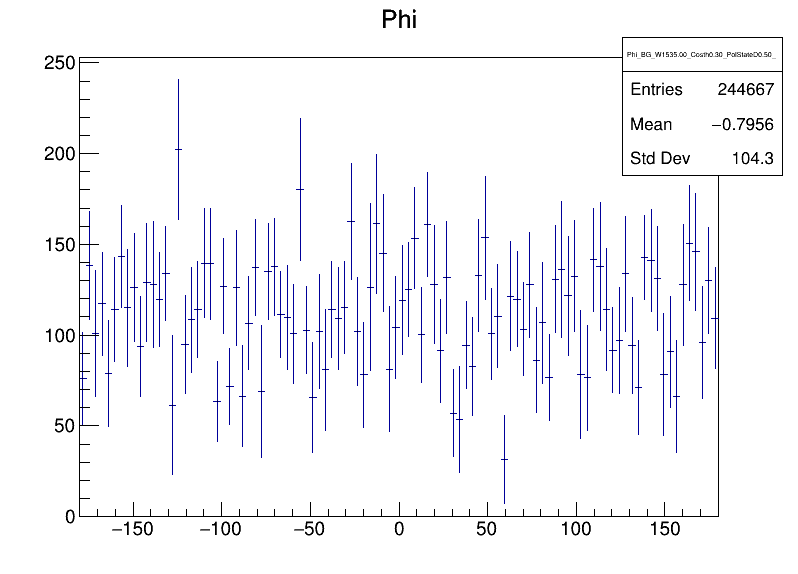 Phi
Phi_BG_W1535.00_Costh0.30_PolStateD0.50_
Entries 244667
Mean −0.7956
Std Dev 104.3
250
200
150
100
50
0
−150 −100 −50 0 50 100 150